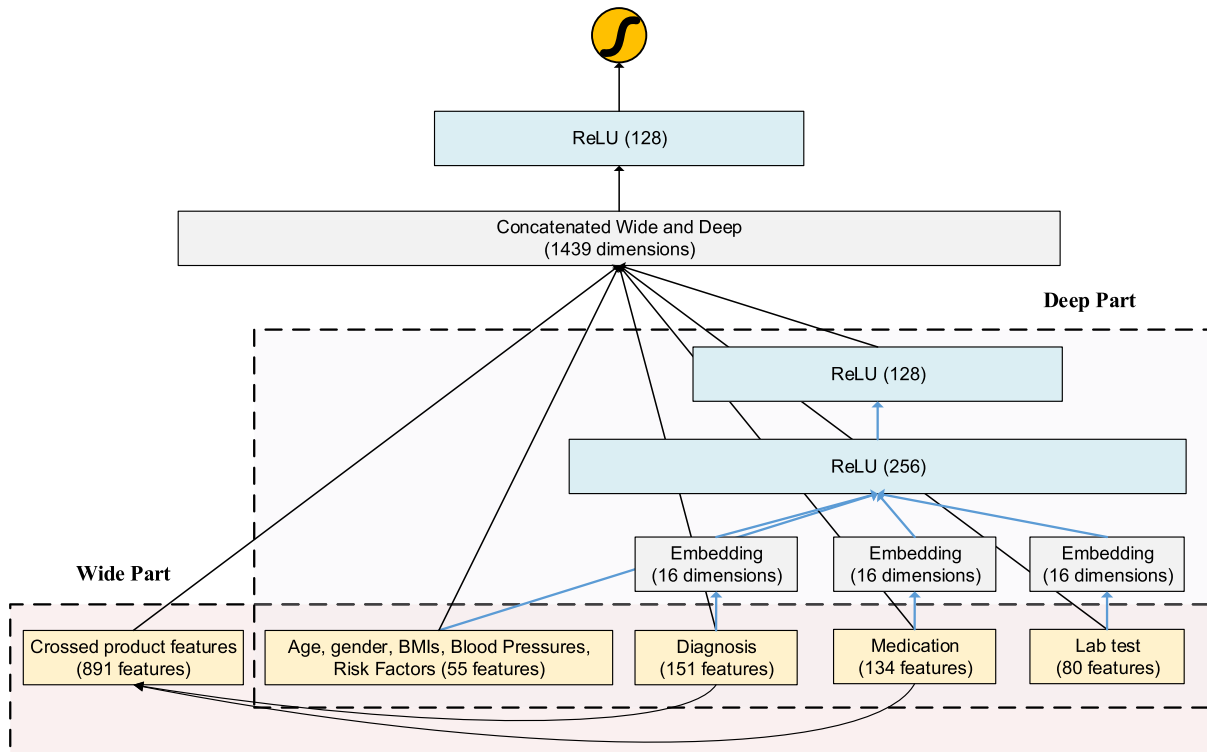 ReLU (128)
Concatenated Wide and Deep
(1439 dimensions)
Deep Part
ReLU (128)
ReLU (256)
Embedding
(16 dimensions)
Embedding
(16 dimensions)
Embedding
(16 dimensions)
Wide Part
Crossed product features
(891 features)
Age, gender, BMIs, Blood Pressures,
Risk Factors (55 features)
Diagnosis
(151 features)
Medication
(134 features)
Lab test
(80 features)